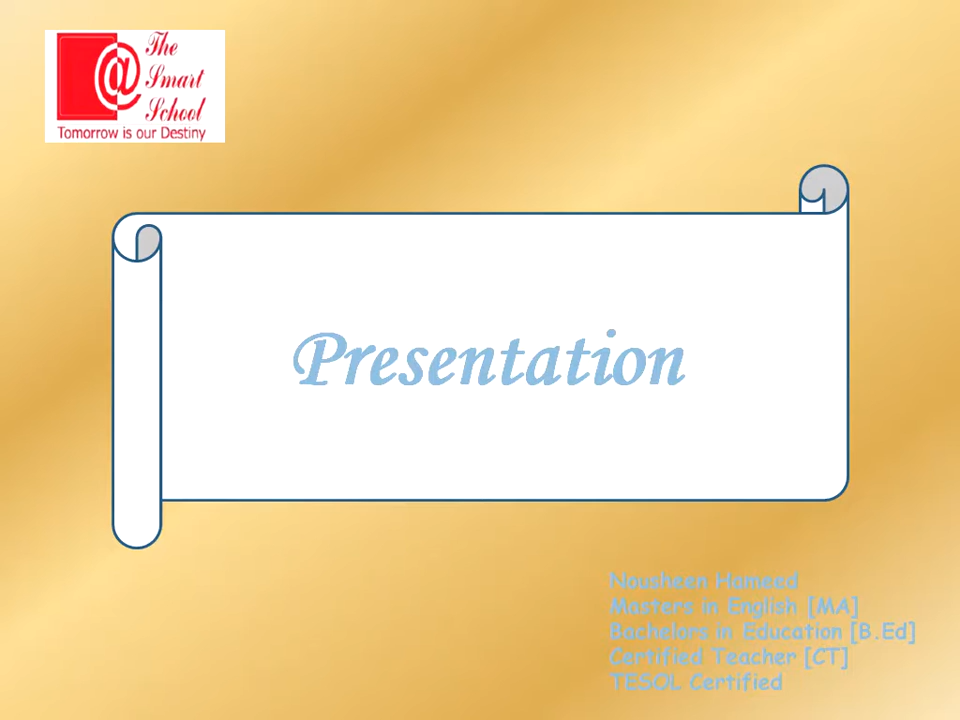 The
Smart
School
Tomorrow is our Destiny
Presentation
Nousheen Hameed
Masters in English [MA]
Bachelors in Education [B.Ed]
Certified Teacher [CT]
TESOL Certified